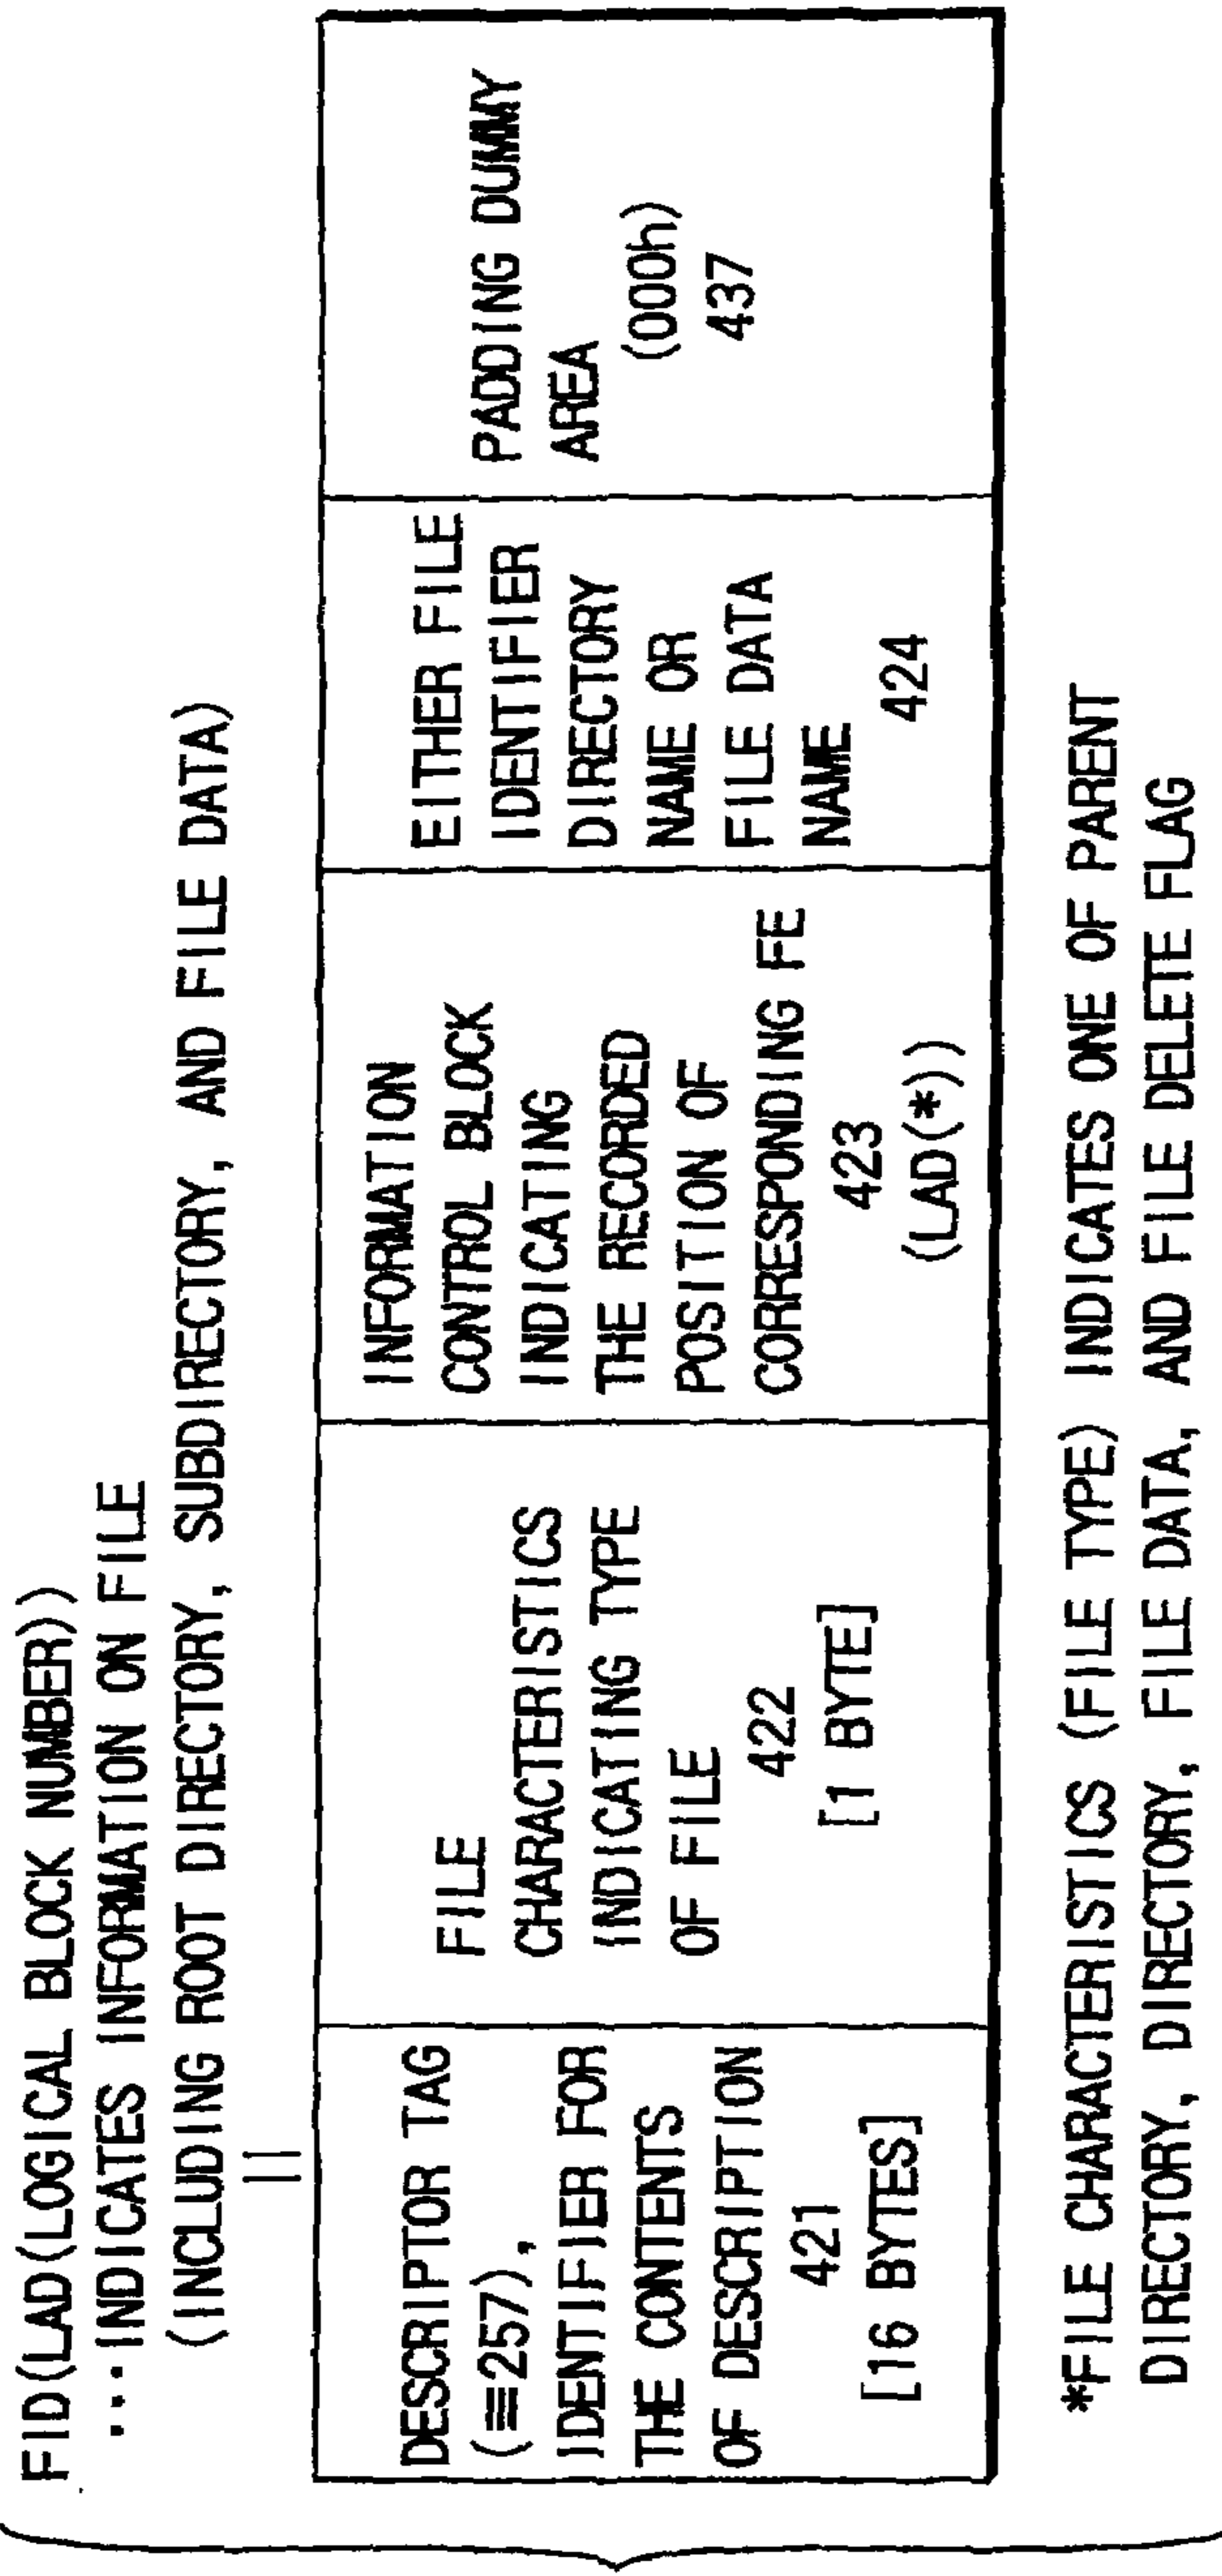 FID(LAD(LOGICAL BLOCK NUMBER))
···INDICATES INFORMATION ON FILE
(INCLUDING ROOT DIRECTORY, SUBDIRECTORY, AND FILE DATA)
||
DESCRIPTOR TAG
(≡257),
IDENTIFIER FOR
THE CONTENTS
OF DESCRIPTION
421
[16 BYTES]
FILE
CHARACTERISTICS
INDICATING TYPE
OF FILE
422
[1 BYTE]
INFORMATION
CONTROL BLOCK
INDICATING
THE RECORDED
POSITION OF
CORRESPONDING FE
423
(LAD(*))
EITHER FILE
IDENTIFIER
DIRECTORY
NAME OR
FILE DATA
NAME
424
PADDING DUMMY
AREA
(000h)
437
*FILE CHARACTERISTICS (FILE TYPE) INDICATES ONE OF PARENT
DIRECTORY, DIRECTORY, FILE DATA, AND FILE DELETE FLAG